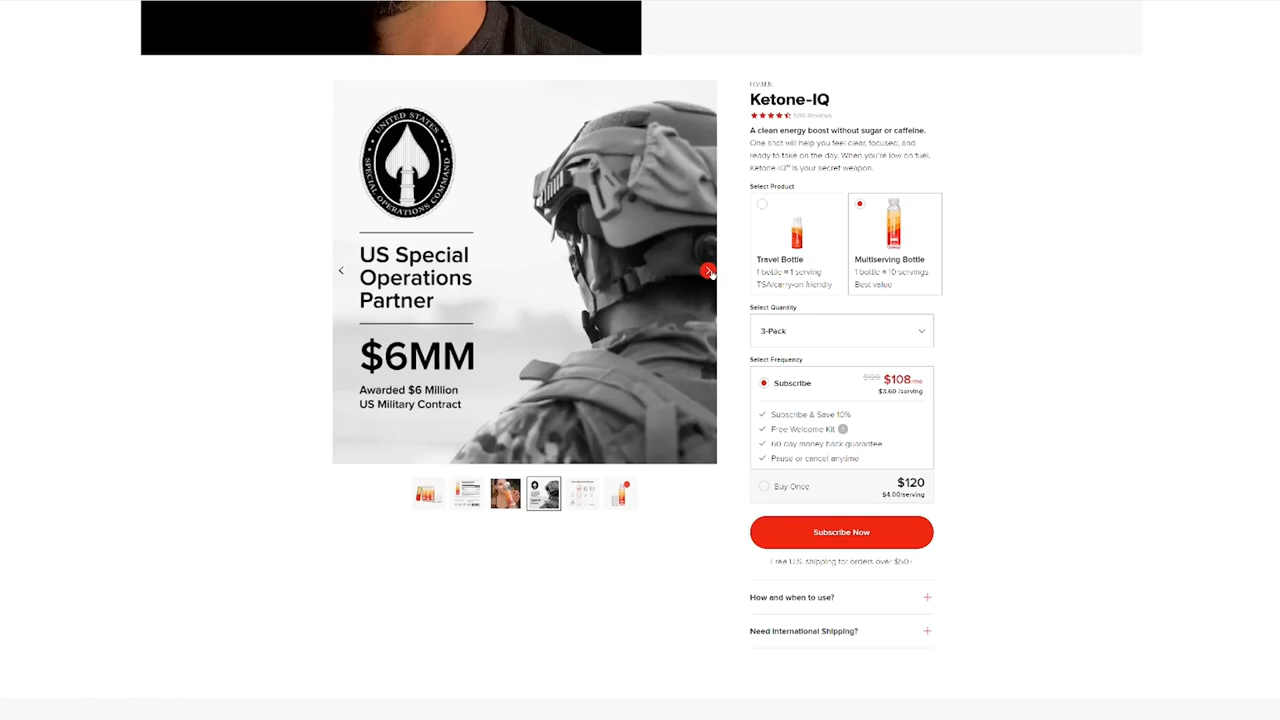 UNITED STATES
SPECIAL OPERATIONS COMMAND
US Special
Operations
Partner
$6MM
Awarded $6 Million
US Military Contract
H.V.M.N.
Ketone-IQ
Reviews
A clean energy boost without sugar or caffeine.
One shot will help you feel clear, focused, and
ready to take on the day. When you're low on fuel,
Ketone-IQ™ is your secret weapon.
Select Product
Travel Bottle
1 bottle = 1 serving
TSA/carry-on friendly
Multiserving Bottle
1 bottle = 10 servings
Best value
Select Quantity
3-Pack
Select Frequency
Subscribe
$120 $108/mo
$3.60 /serving
Subscribe & Save 10%
Free Welcome Kit
60 day money back guarantee
Pause or cancel anytime
Buy Once
$120
$4.00/serving
Subscribe Now
Free U.S. shipping for orders over $50+
How and when to use?
Need International Shipping?